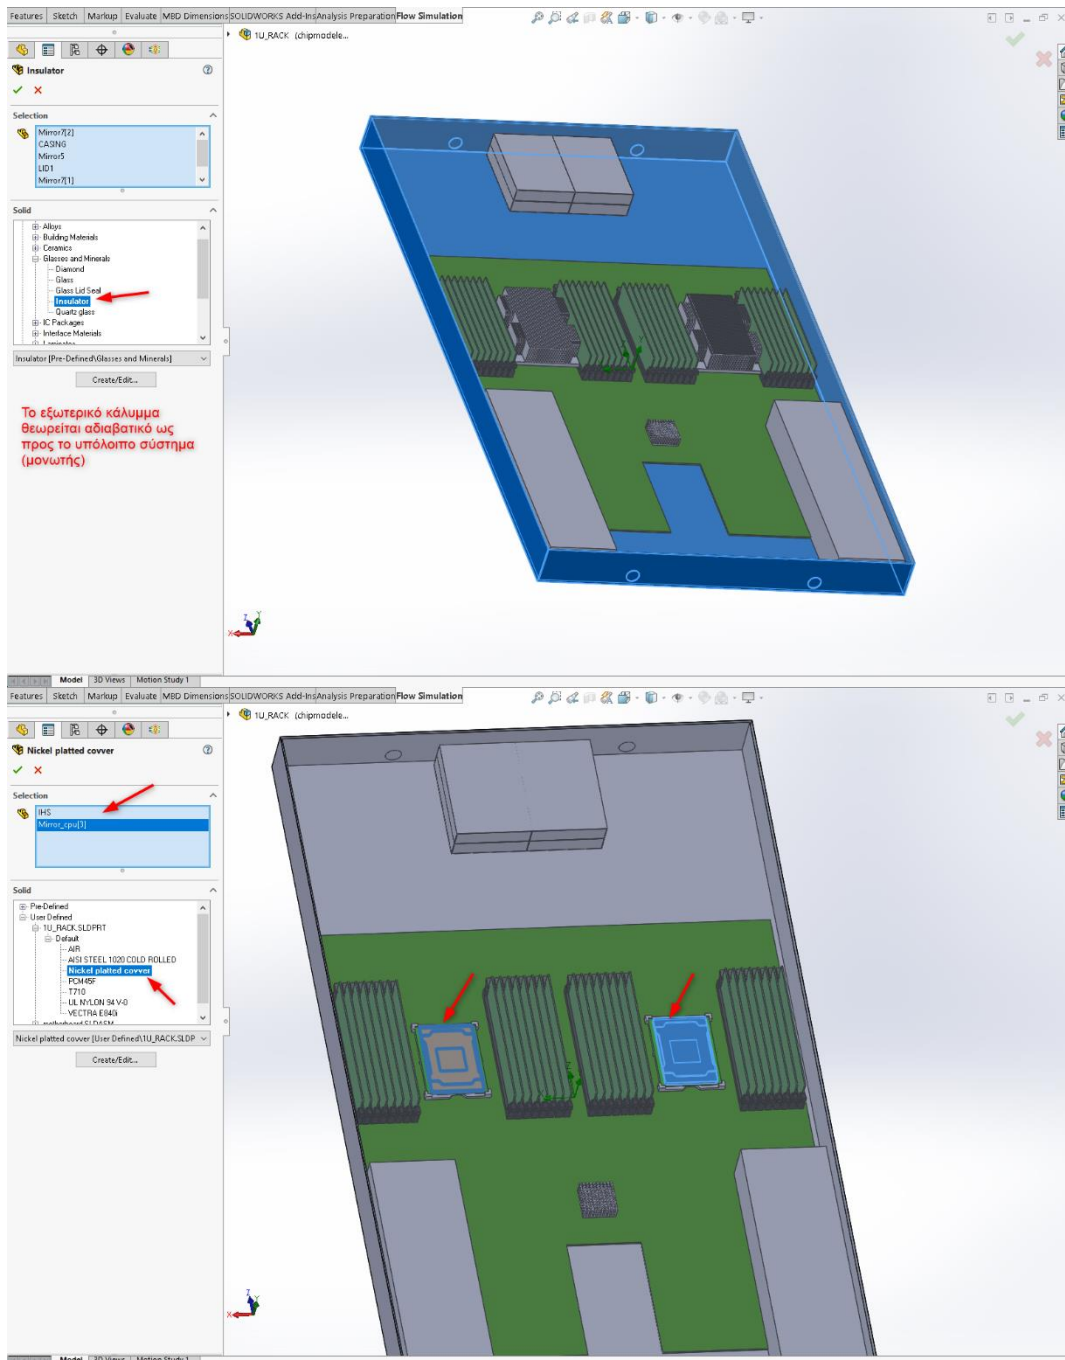 Features Sketch Markup Evaluate MBD Dimensions SOLIDWORKS Add-Ins Analysis Preparation Flow Simulation
1U_RACK (chipmodele...
Insulator
Selection
Mirror7[2]
CASING
Mirror5
LID1
Mirror7[1]
Solid
Alloys
Building Materials
Ceramics
Glasses and Minerals
Diamond
Glass
Glass Lid Seal
Insulator
Quartz glass
IC Packages
Interface Materials
Laminates
Insulator [Pre-Defined\Glasses and Minerals]
Create/Edit...
Το εξωτερικό κάλυμμα
θεωρείται αδιαβατικό ως
προς το υπόλοιπο σύστημα
(μονωτής)
Z Y
X
Model 3D Views Motion Study 1
Features Sketch Markup Evaluate MBD Dimensions SOLIDWORKS Add-Ins Analysis Preparation Flow Simulation
1U_RACK (chipmodele...
Nickel platted covver
Selection
IHS
Mirror_cpu[3]
Solid
Pre-Defined
User Defined
1U_RACK.SLDPRT
Default
AIR
AISI STEEL 1020 COLD ROLLED
Nickel platted covver
PCM45F
T710
UL NYLON 94 V-0
VECTRA E840i
motherboard.SLDASM
Nickel platted covver [User Defined\1U_RACK.SLDP
Create/Edit...
Z Y
X
Model 3D Views Motion Study 1